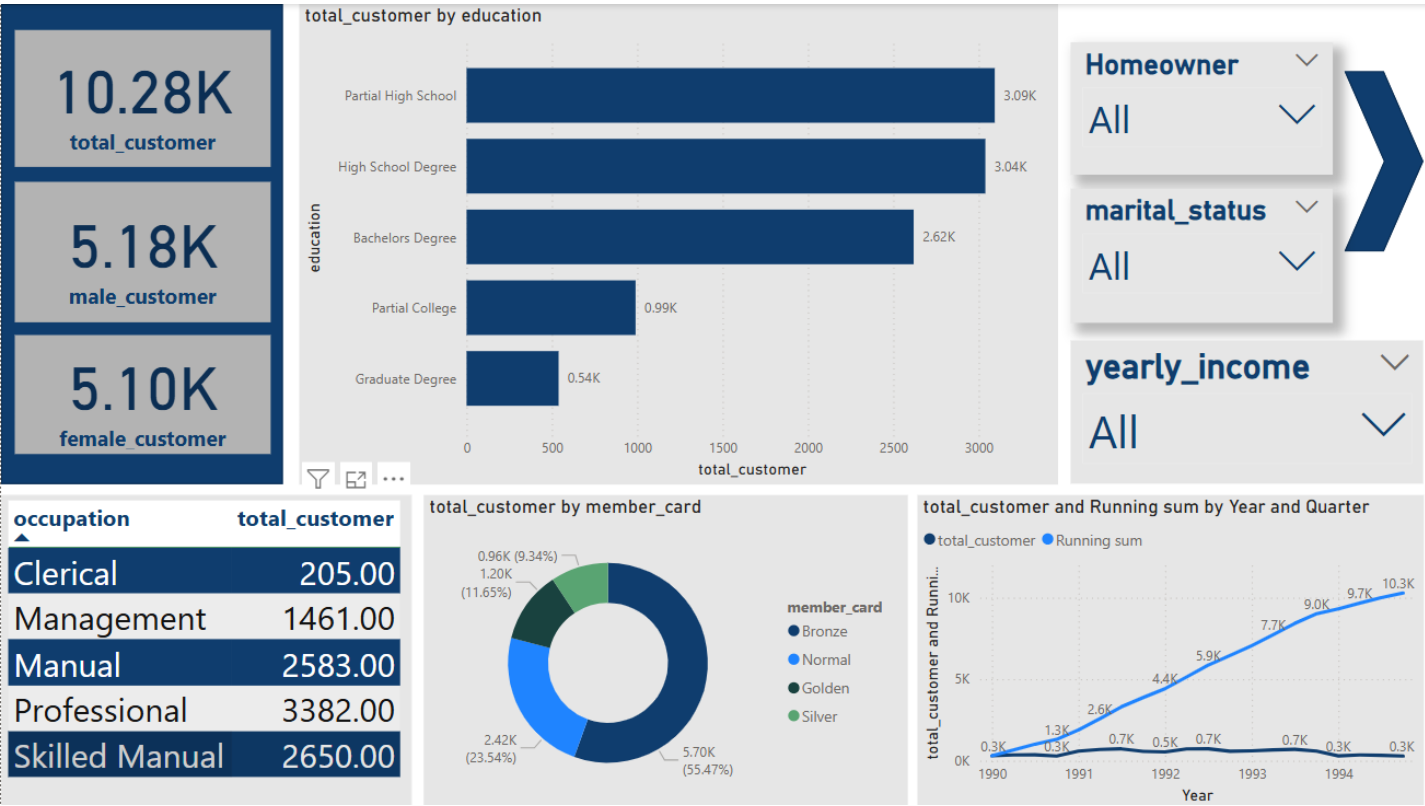 10.28K
total_customer
5.18K
male_customer
5.10K
female_customer
total_customer by education
education
Partial High School
3.09K
High School Degree
3.04K
Bachelors Degree
2.62K
Partial College
0.99K
Graduate Degree
0.54K
0 500 1000 1500 2000 2500 3000
total_customer
Homeowner
All
marital_status
All
yearly_income
All
occupation total_customer
Clerical 205.00
Management 1461.00
Manual 2583.00
Professional 3382.00
Skilled Manual 2650.00
total_customer by member_card
0.96K (9.34%)
1.20K
(11.65%)
2.42K
(23.54%)
5.70K
(55.47%)
member_card
Bronze
Normal
Golden
Silver
total_customer and Running sum by Year and Quarter
total_customer Running sum
total_customer and Runni...
10K
5K
0K
0.3K
1.3K
2.6K
4.4K
5.9K
7.7K
9.0K
9.7K
10.3K
0.3K
0.7K
0.5K
0.7K
0.7K
0.3K
0.3K
1990 1991 1992 1993 1994
Year